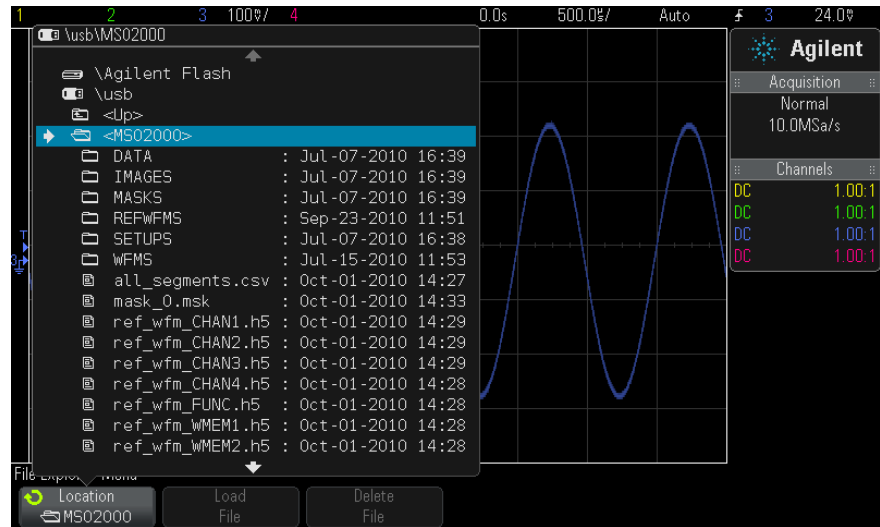 1 2 3 100V/ 4 0.0s 500.0µs/ Auto 3 24.0V
\usb\MSO2000
\Agilent Flash
\usb
<Up>
<MSO2000>
DATA : Jul-07-2010 16:39
IMAGES : Jul-07-2010 16:39
MASKS : Jul-07-2010 16:39
REFWFMS : Sep-23-2010 11:51
SETUPS : Jul-07-2010 16:38
WFMS : Jul-15-2010 11:53
all_segments.csv : Oct-01-2010 14:27
mask_0.msk : Oct-01-2010 14:33
ref_wfm_CHAN1.h5 : Oct-01-2010 14:29
ref_wfm_CHAN2.h5 : Oct-01-2010 14:29
ref_wfm_CHAN3.h5 : Oct-01-2010 14:29
ref_wfm_CHAN4.h5 : Oct-01-2010 14:28
ref_wfm_FUNC.h5 : Oct-01-2010 14:28
ref_wfm_WMEM1.h5 : Oct-01-2010 14:28
ref_wfm_WMEM2.h5 : Oct-01-2010 14:28
T
3
Agilent
Acquisition
Normal
10.0MSa/s
Channels
DC 1.00:1
DC 1.00:1
DC 1.00:1
DC 1.00:1
File Explorer Menu
Location
MSO2000
Load
File
Delete
File